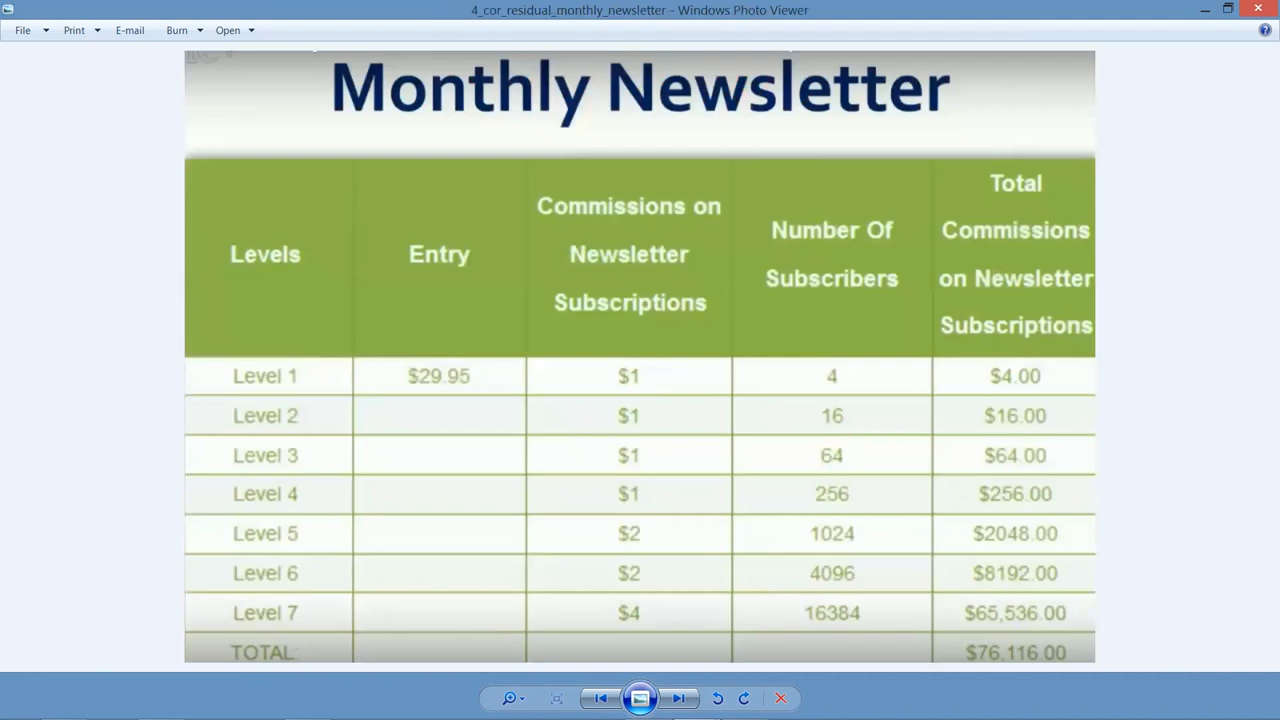 4_cor_residual_monthly_newsletter - Windows Photo Viewer
File Print E-mail Burn Open
Monthly Newsletter
Levels Entry Commissions on Newsletter Subscriptions Number Of Subscribers Total Commissions on Newsletter Subscriptions
Level 1 $29.95 $1 4 $4.00
Level 2 $1 16 $16.00
Level 3 $1 64 $64.00
Level 4 $1 256 $256.00
Level 5 $2 1024 $2048.00
Level 6 $2 4096 $8192.00
Level 7 $4 16384 $65,536.00
TOTAL $76,116.00